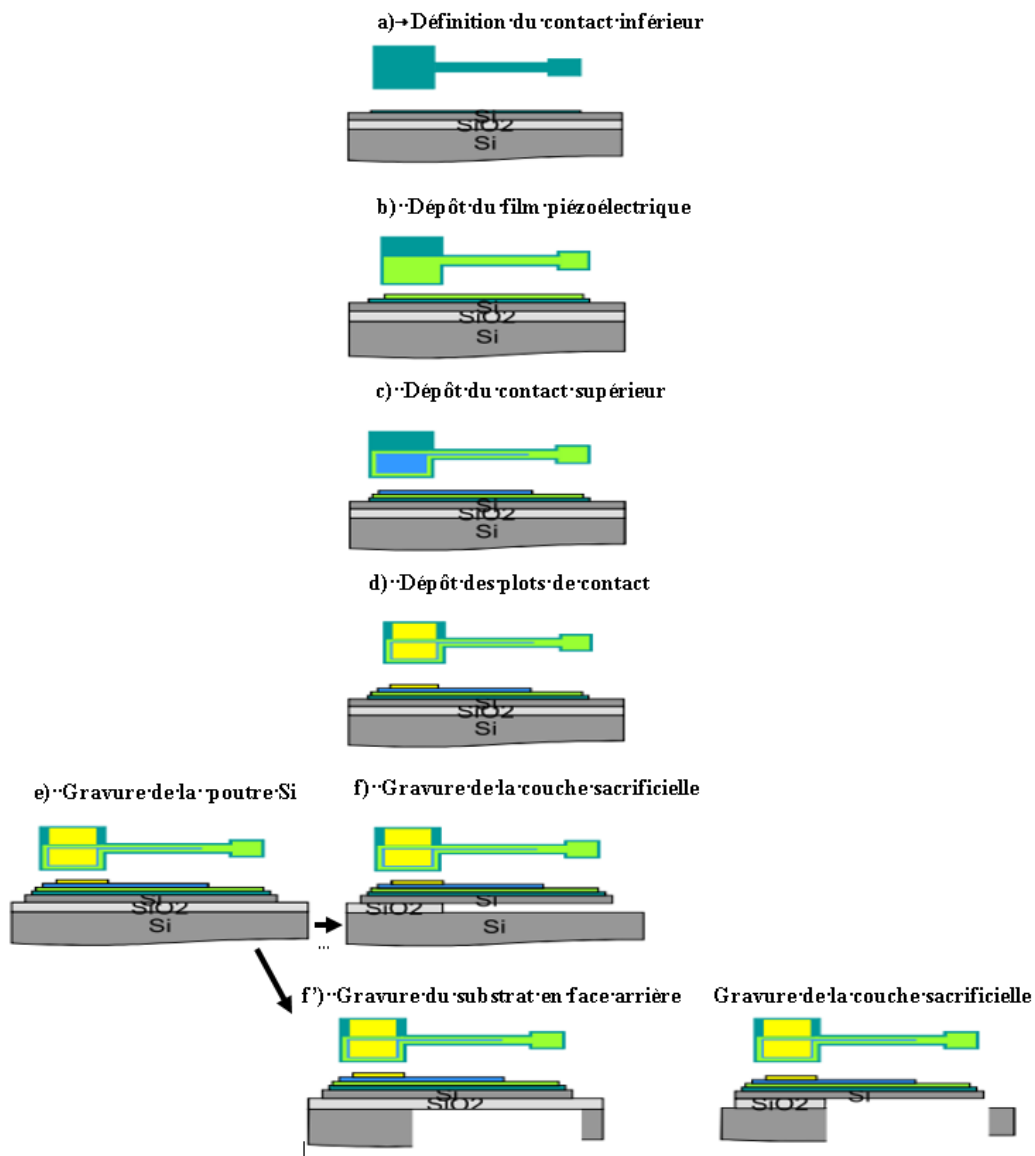 a)→Définition·du·contact·inférieur
Si
SiO2
Si
b)··Dépôt·du·film·piézoélectrique
Si
SiO2
Si
c)··Dépôt·du·contact·supérieur
Si
SiO2
Si
d)··Dépôt·des·plots·de·contact
Si
SiO2
Si
e)··Gravure·de·la··poutre·Si
Si
SiO2
Si
...
f)··Gravure·de·la·couche·sacrificielle
Si
SiO2
Si
f’)··Gravure·du·substrat·en·face·arrière
Si
SiO2
Gravure·de·la·couche·sacrificielle
Si
SiO2